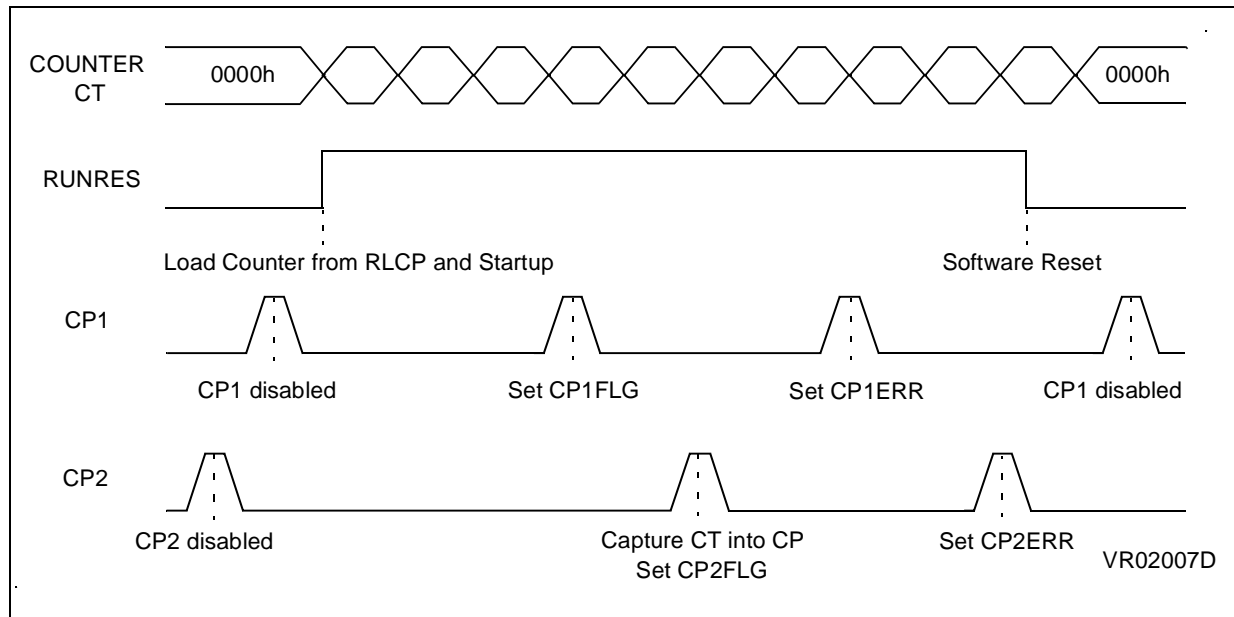 COUNTER
CT
0000h
0000h
RUNRES
Load Counter from RLCP and Startup
Software Reset
CP1
CP1 disabled
Set CP1FLG
Set CP1ERR
CP1 disabled
CP2
CP2 disabled
Capture CT into CP
Set CP2FLG
Set CP2ERR
VR02007D